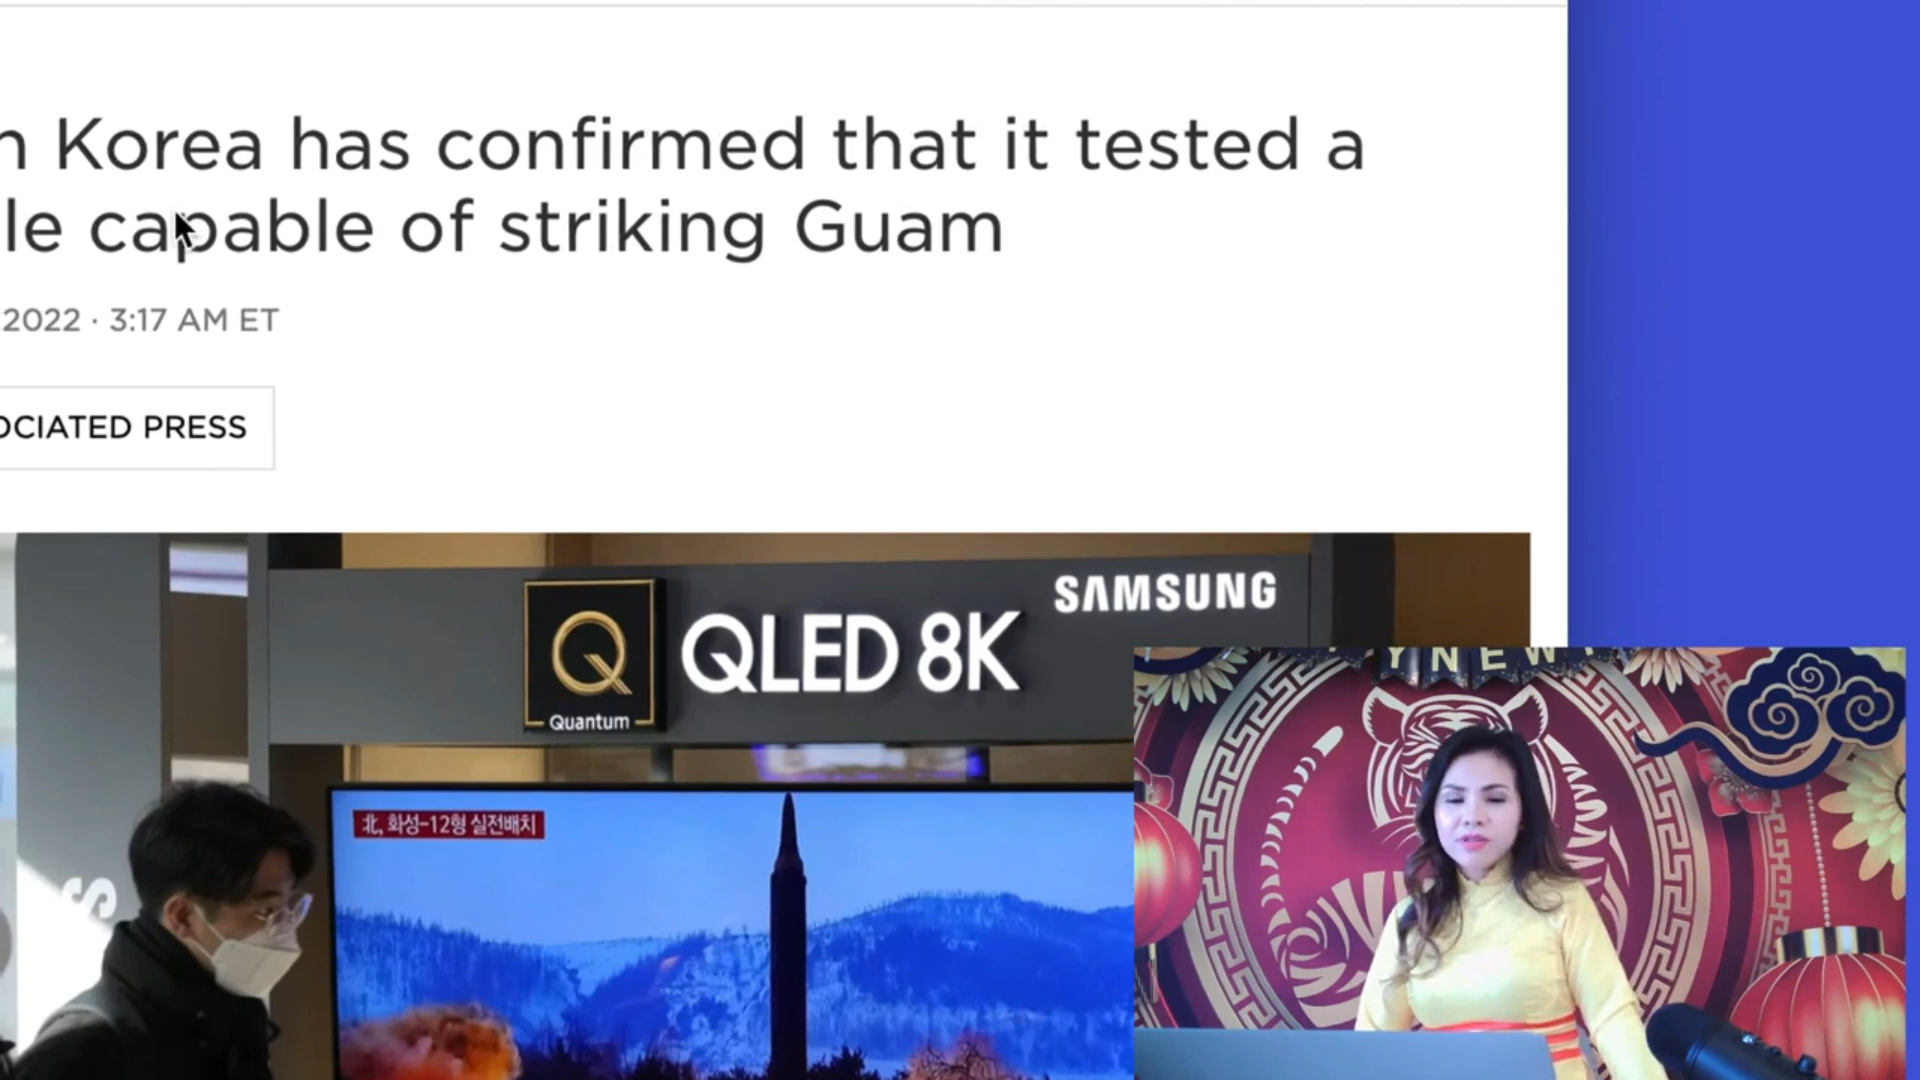 Korea has confirmed that it tested a
le capable of striking Guam
2022 · 3:17 AM ET
OCIATED PRESS
SAMSUNG
Q QLED 8K
Quantum
北, 화성-12형 실전배치
S
Y NEW